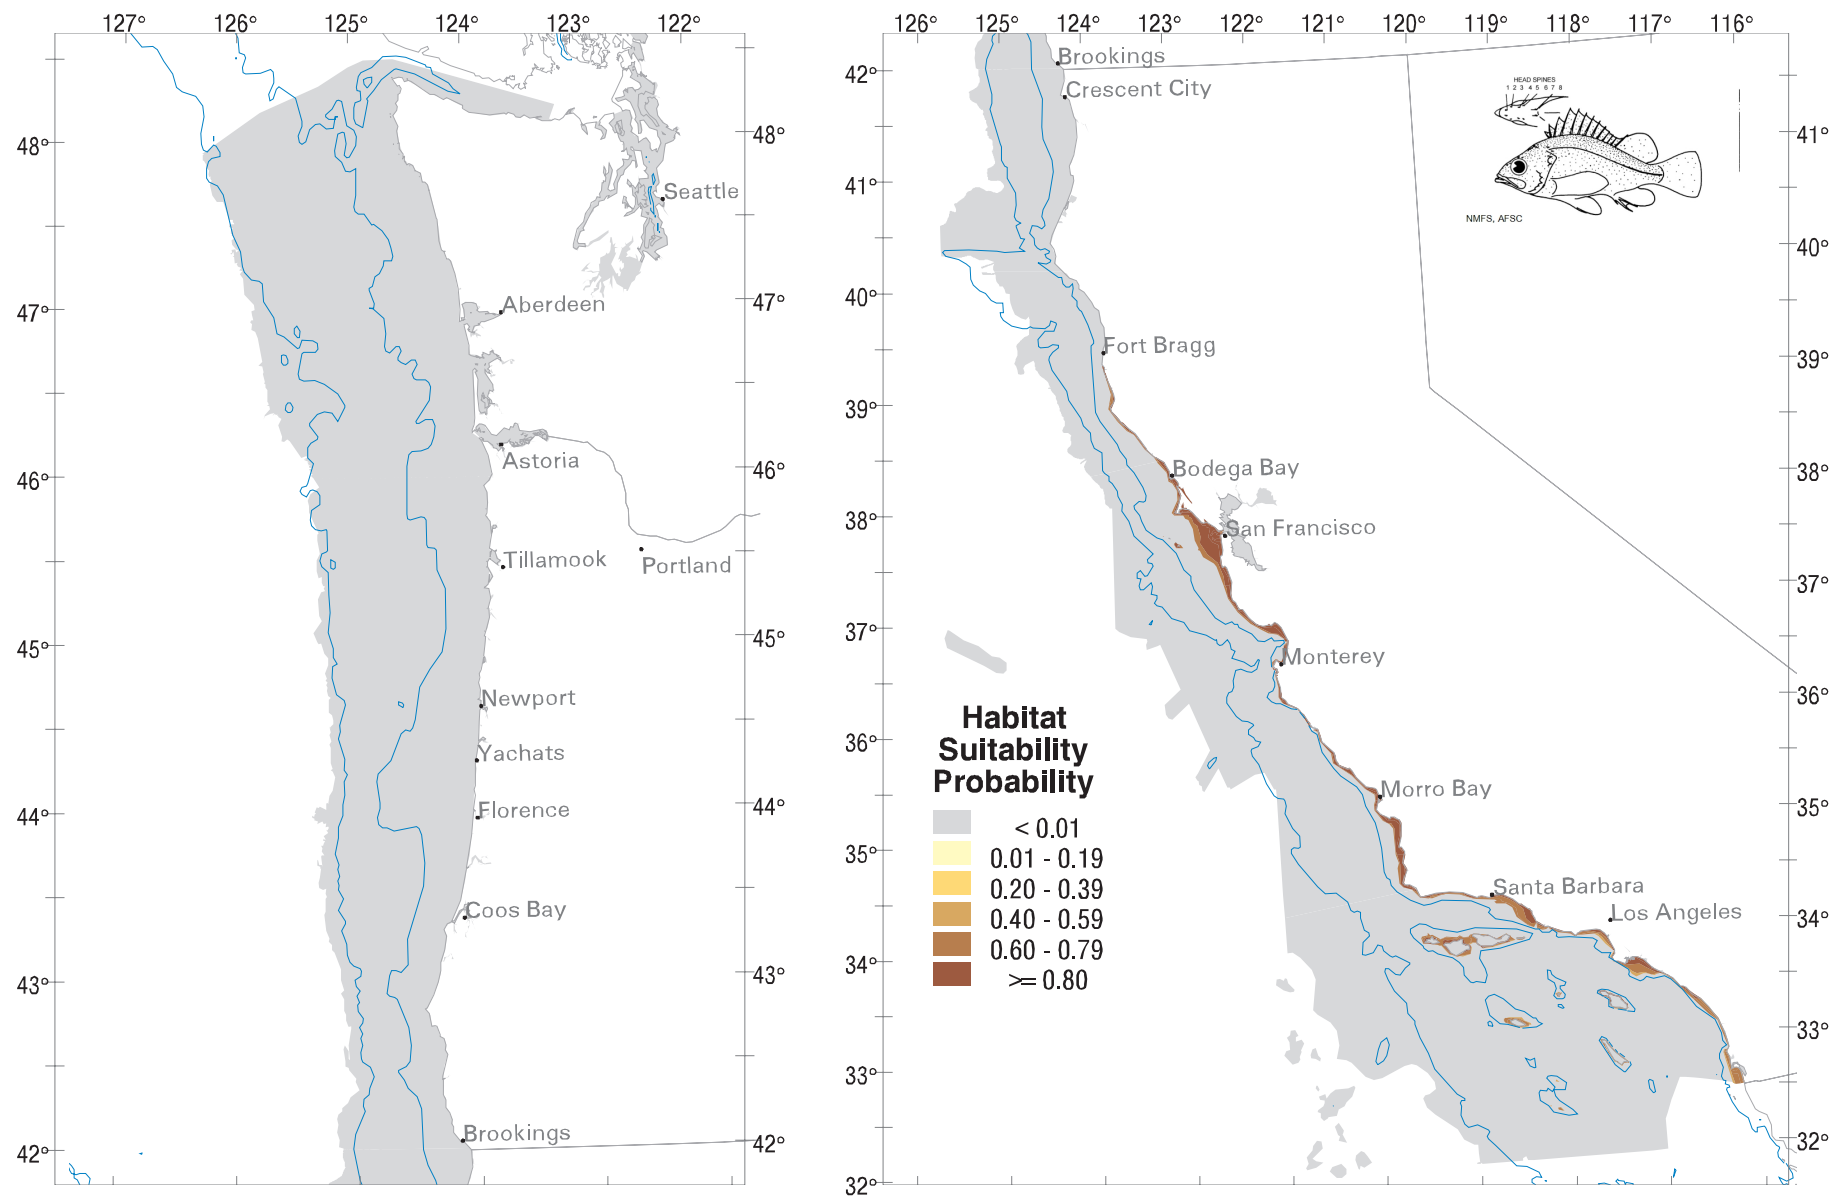 127° 126° 125° 124° 123° 122°
48°
47°
46°
45°
44°
43°
42°
48°
47°
46°
45°
44°
43°
42°
Seattle
Aberdeen
Astoria
Tillamook
Portland
Newport
Yachats
Florence
Coos Bay
Brookings
126° 125° 124° 123° 122° 121° 120° 119° 118° 117° 116°
42°
41°
40°
39°
38°
37°
36°
35°
34°
33°
32°
41°
40°
39°
38°
37°
36°
35°
34°
33°
32°
Brookings
Crescent City
Fort Bragg
Bodega Bay
San Francisco
Monterey
Morro Bay
Santa Barbara
Los Angeles
HEAD SPINES
1 2 3 4 5 6 7 8
NMFS, AFSC
Habitat
Suitability
Probability
< 0.01
0.01 - 0.19
0.20 - 0.39
0.40 - 0.59
0.60 - 0.79
>= 0.80